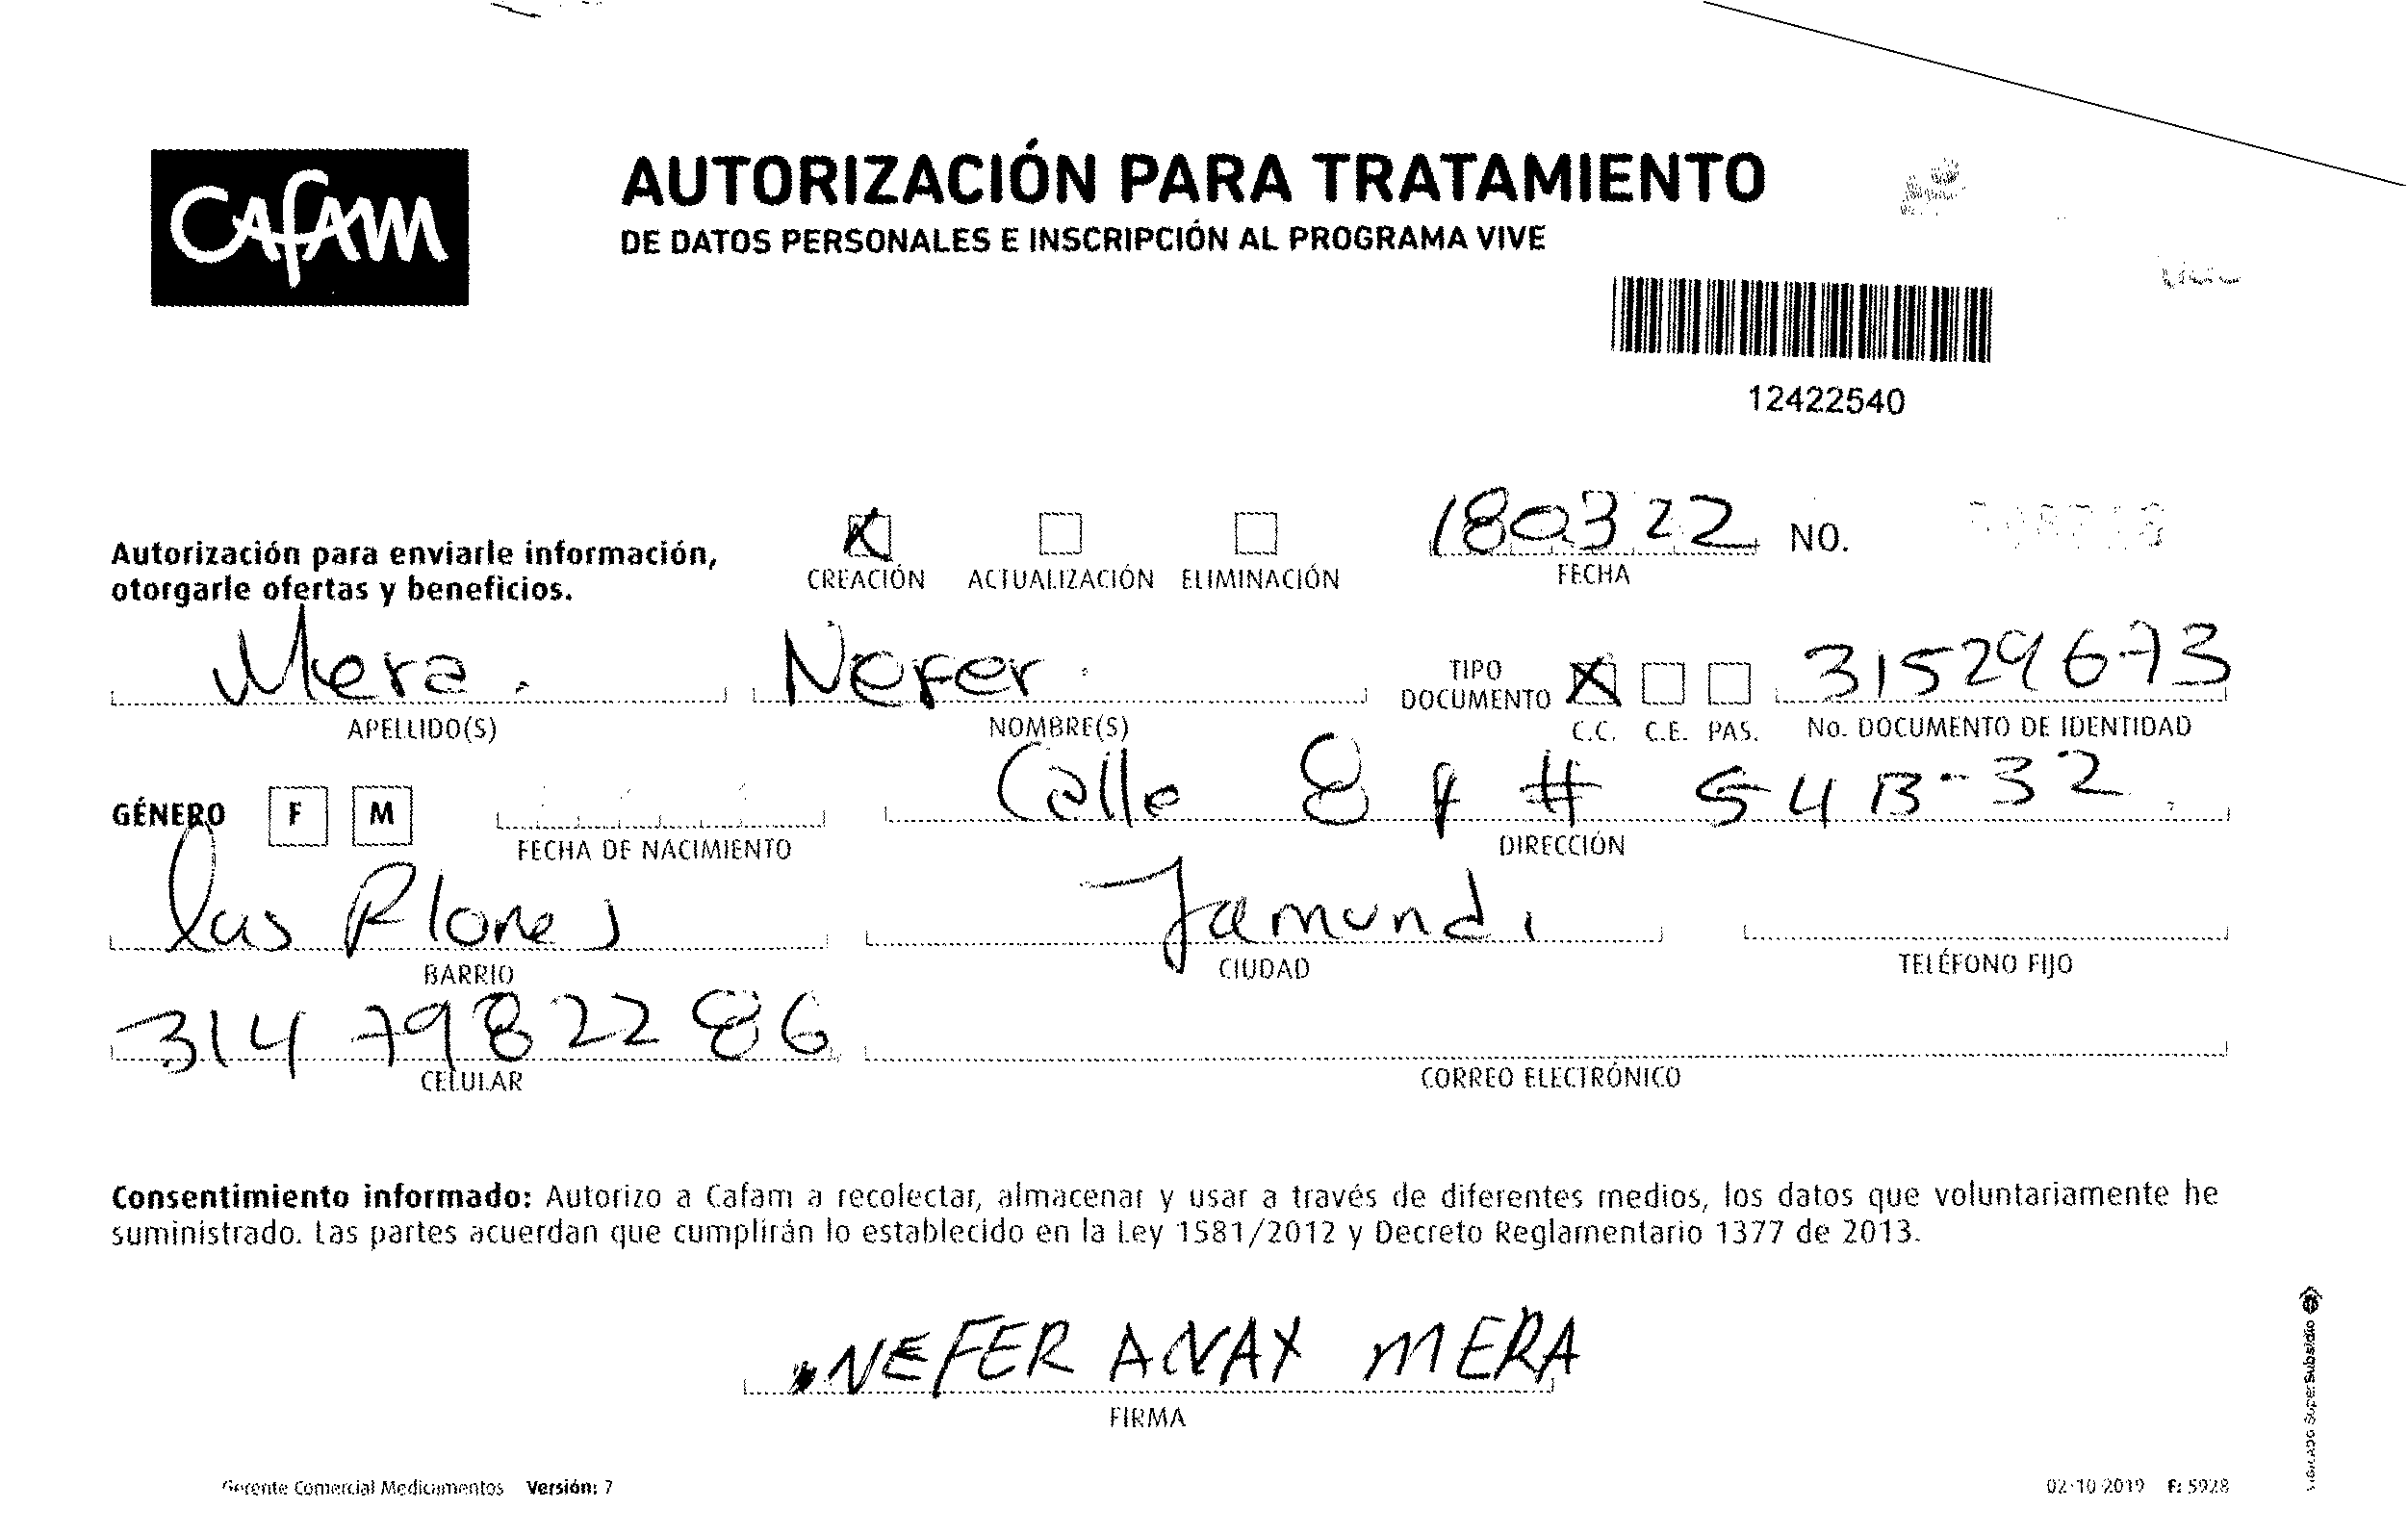 Cafam
AUTORIZACIÓN PARA TRATAMIENTO
DE DATOS PERSONALES E INSCRIPCIÓN AL PROGRAMA VIVE
12422540
Autorización para enviarle información,
otorgarle ofertas y beneficios.
CREACIÓN ACTUALIZACIÓN ELIMINACIÓN
180322 NO.
FECHA
Mera. Nefer. TIPO DOCUMENTO 31529673
APELLIDO(S) NOMBRE(S) C.C. C.E. PAS. No. DOCUMENTO DE IDENTIDAD
GÉNERO F M Calle 8 # 54B-32
FECHA DE NACIMIENTO DIRECCIÓN
las Flores Jamundi
BARRIO CIUDAD TELÉFONO FIJO
314 7982286
CELULAR CORREO ELECTRÓNICO
Consentimiento informado: Autorizo a Cafam a recolectar, almacenar y usar a través de diferentes medios, los datos que voluntariamente he
suministrado. Las partes acuerdan que cumplirán lo establecido en la Ley 1581/2012 y Decreto Reglamentario 1377 de 2013.
NEFER ANAX MERA
FIRMA
Gerente Comercial Medicamentos Versión: 7
02-10-2019 F: 5928
SuperSubsidio